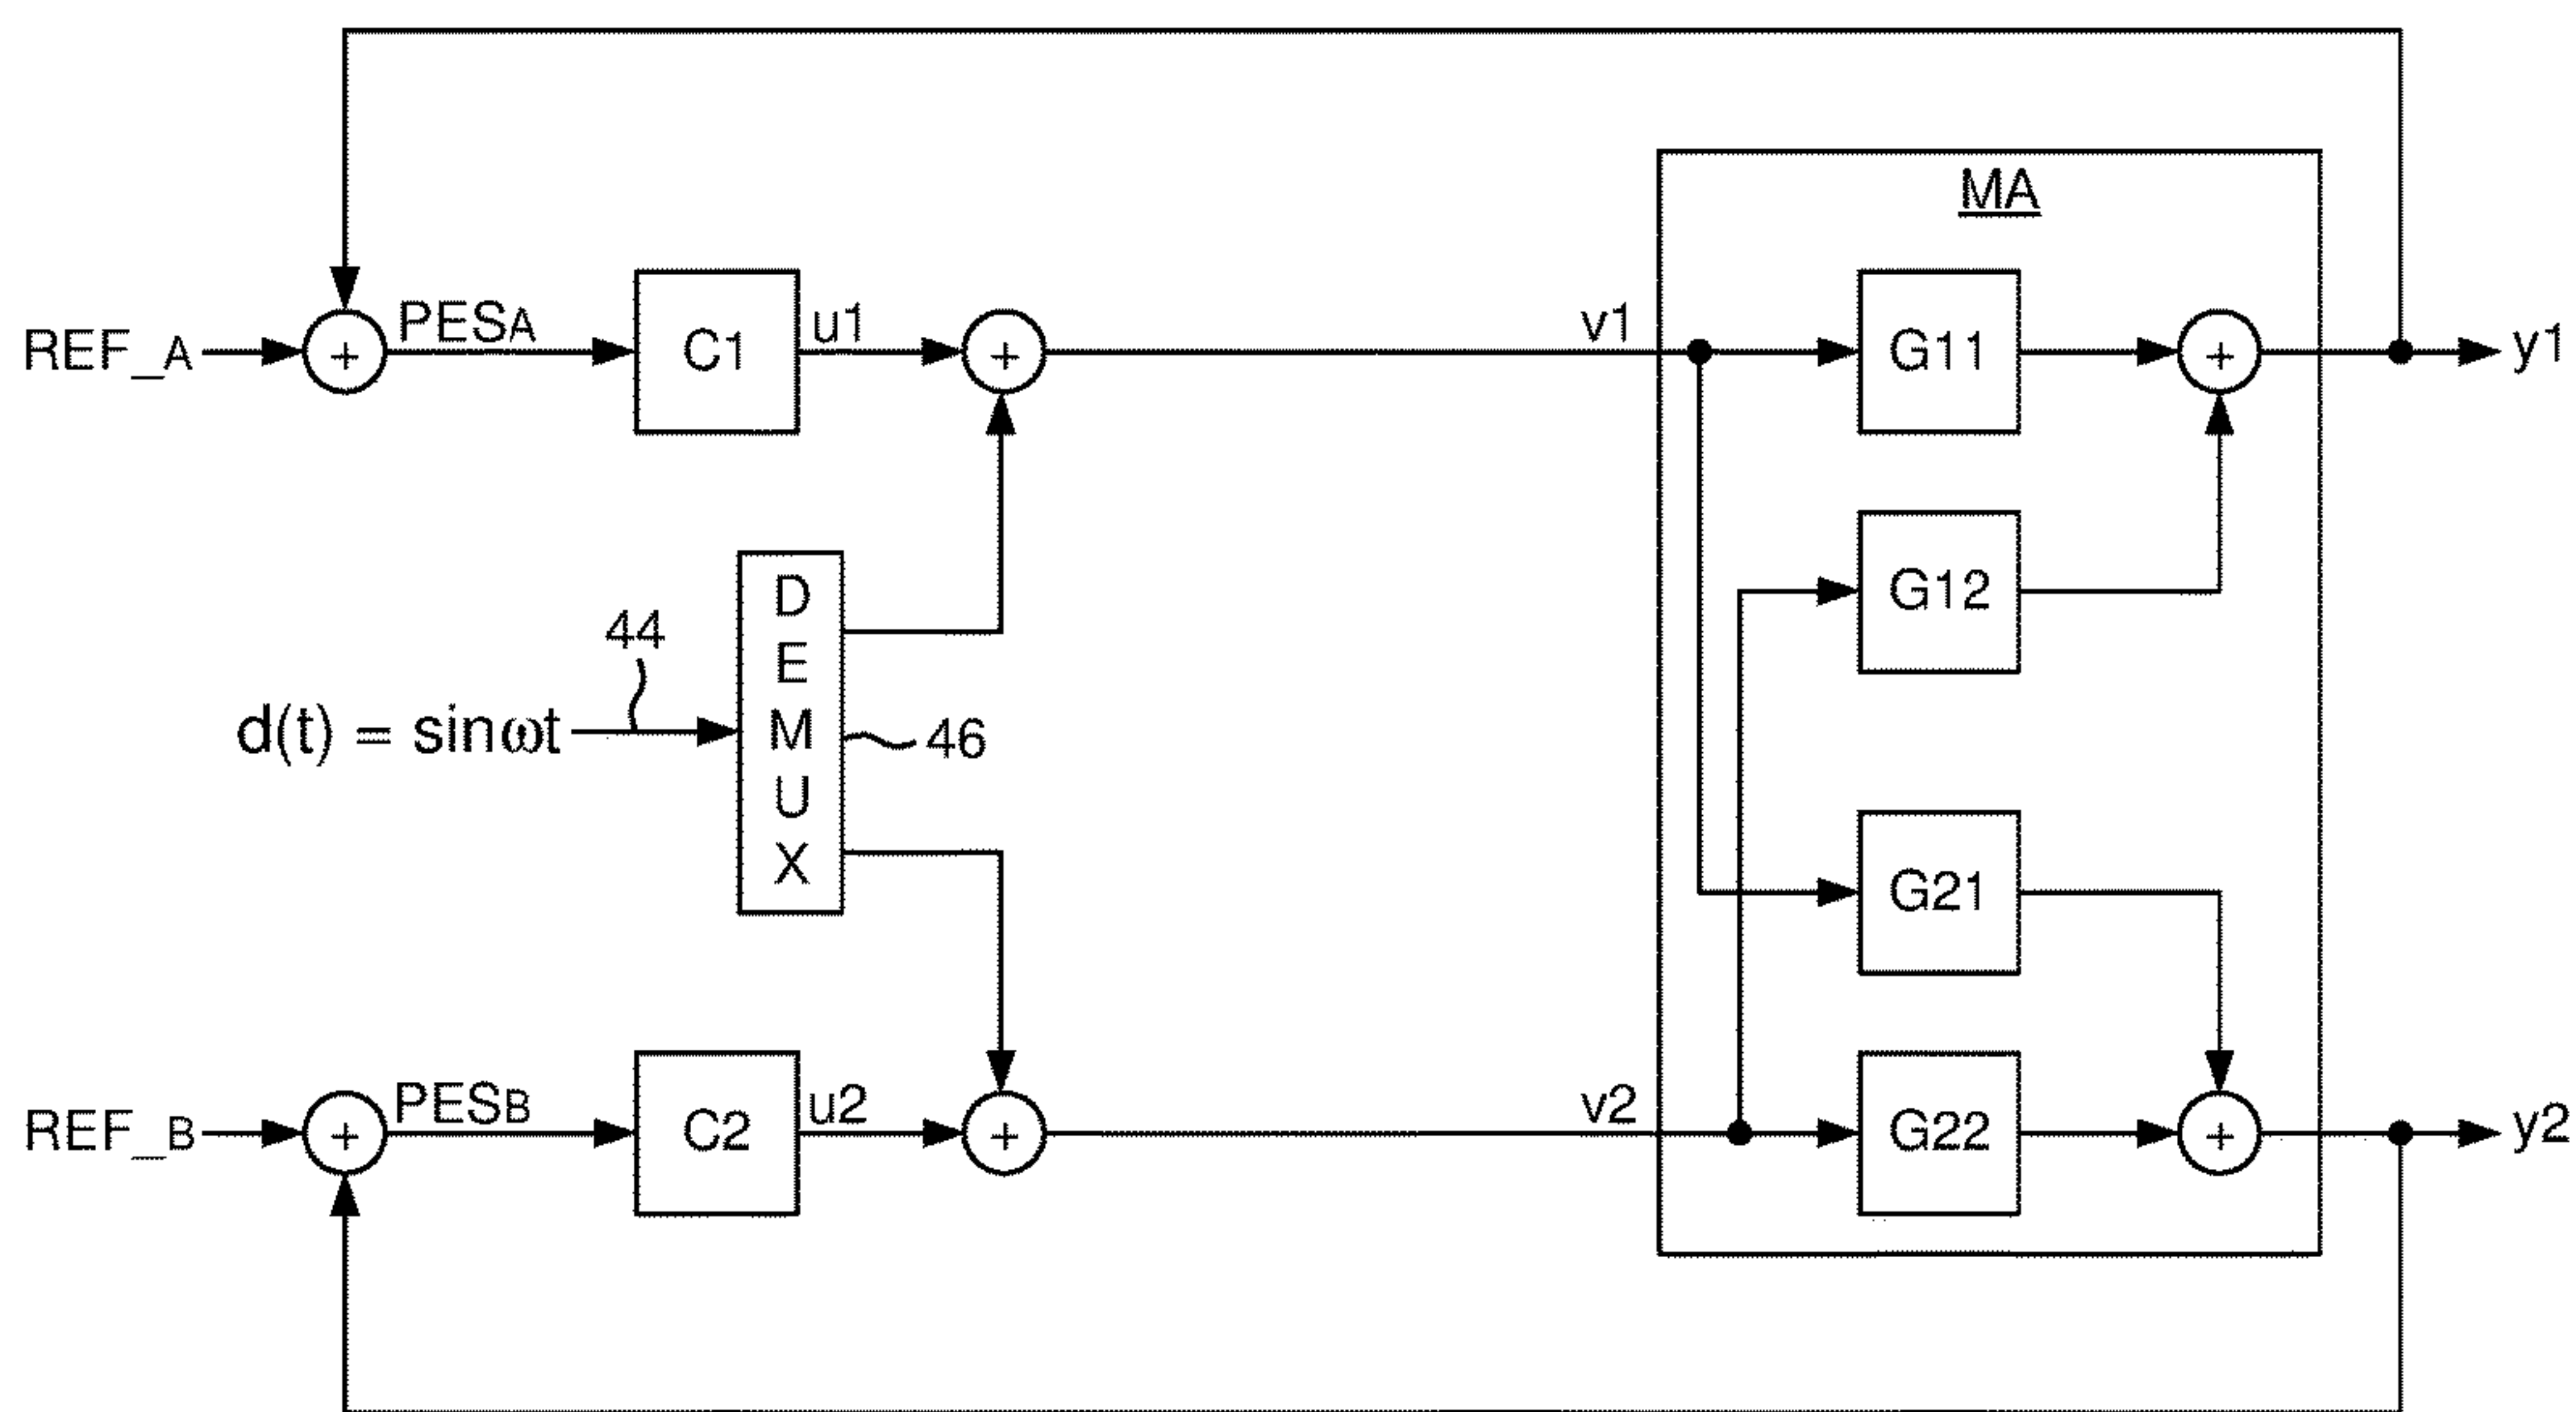 MA
REF_A
+
PESA
C1
u1
+
v1
G11
+
y1
G12
d(t) = sinωt
44
DEMUX
46
G21
REF_B
+
PESB
C2
u2
+
v2
G22
+
y2